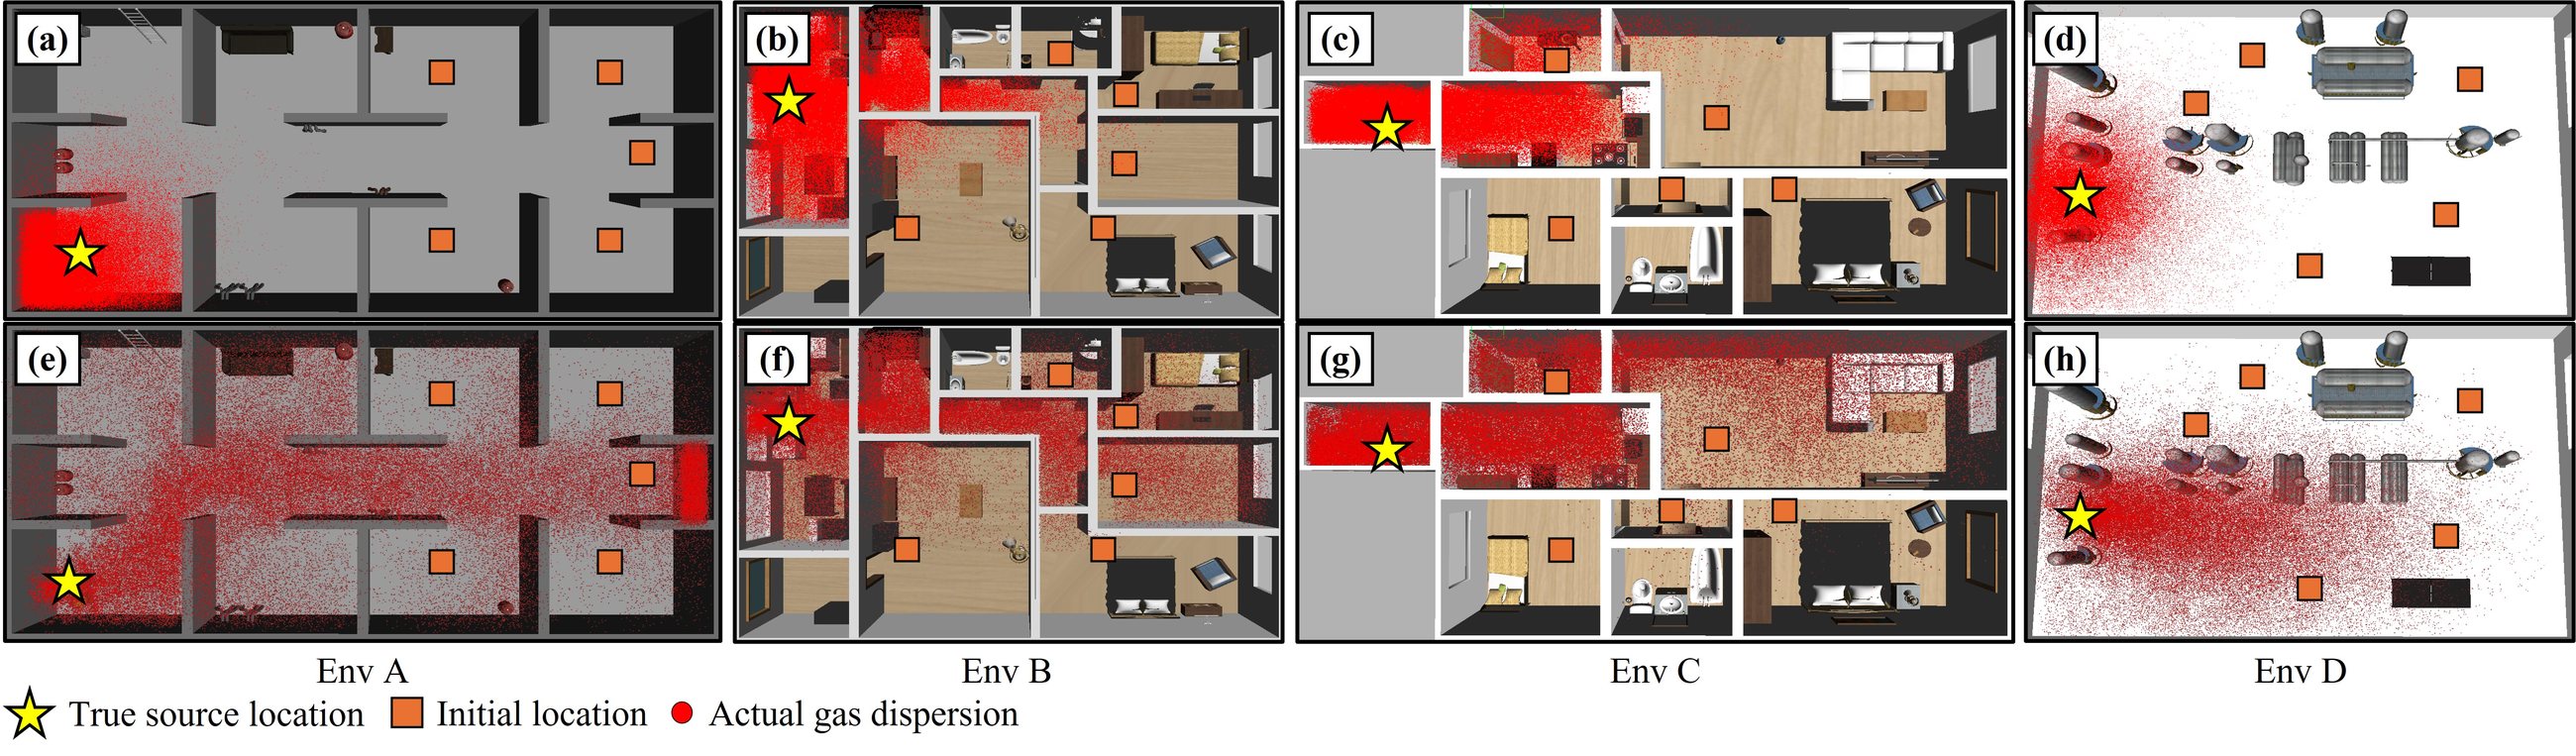 (a) (b) (c) (d)
(e) (f) (g) (h)
Env A Env B Env C Env D
True source location Initial location Actual gas dispersion